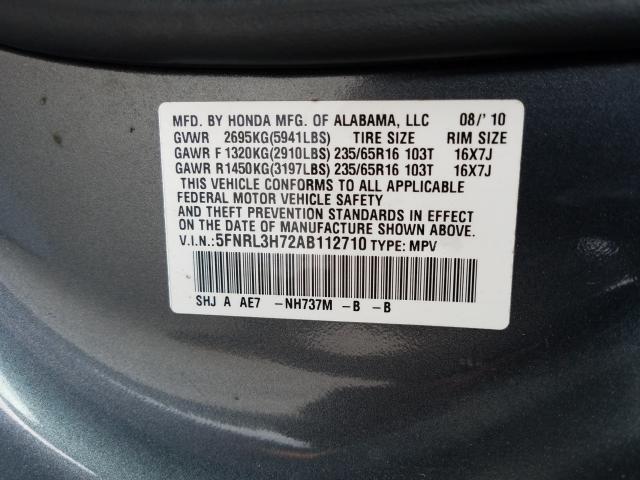 MFD. BY HONDA MFG. OF ALABAMA, LLC 08/' 10
GVWR 2695KG(5941LBS) TIRE SIZE RIM SIZE
GAWR F 1320KG(2910LBS) 235/65R16 103T 16X7J
GAWR R1450KG(3197LBS) 235/65R16 103T 16X7J
THIS VEHICLE CONFORMS TO ALL APPLICABLE
FEDERAL MOTOR VEHICLE SAFETY
AND THEFT PREVENTION STANDARDS IN EFFECT
ON THE DATE OF MANUFACTURE SHOWN ABOVE.
V.I.N.: 5FNRL3H72AB112710 TYPE: MPV
SHJ A AE7 -NH737M -B -B